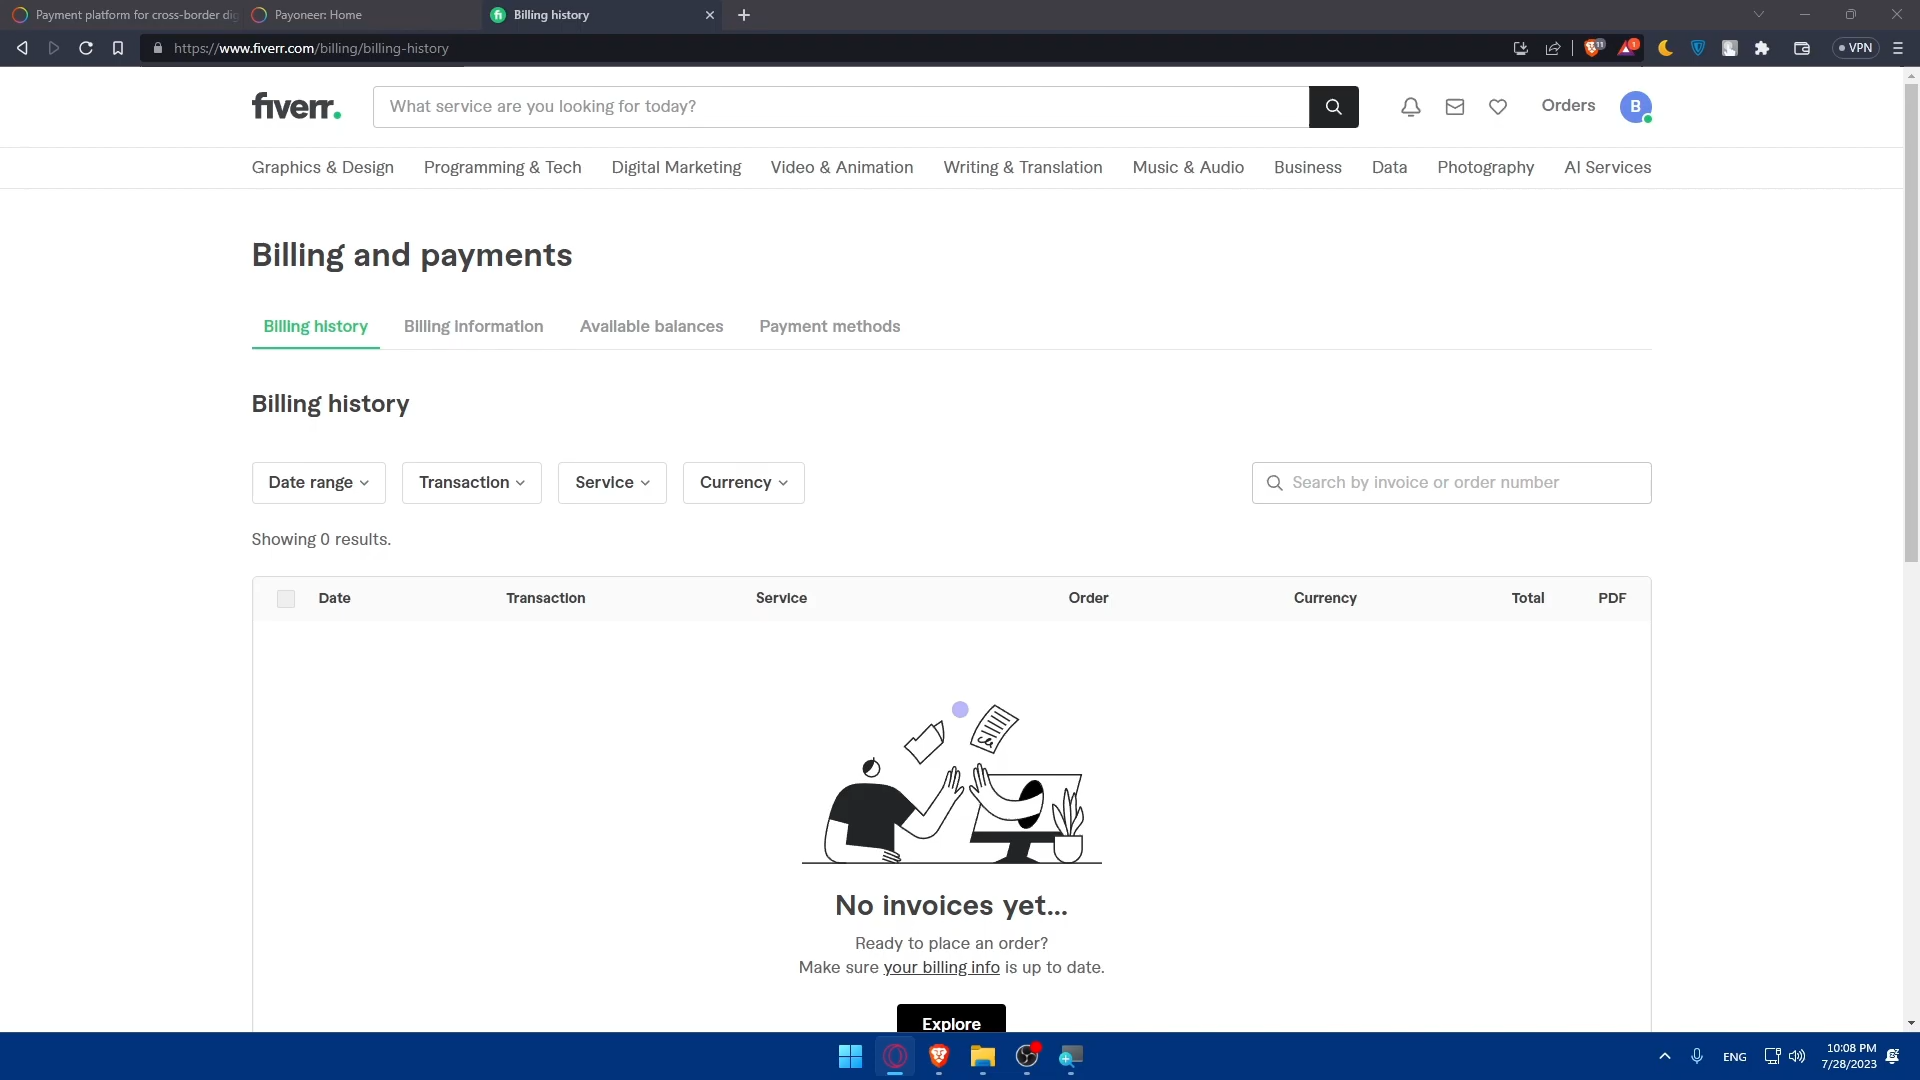 Payment platform for cross-border dig
Payoneer: Home
Billing history
https://www.fiverr.com/billing/billing-history
11
1
VPN
fiverr.
What service are you looking for today?
Orders
B
Graphics & Design
Programming & Tech
Digital Marketing
Video & Animation
Writing & Translation
Music & Audio
Business
Data
Photography
AI Services
Billing and payments
Billing history
Billing information
Available balances
Payment methods
Billing history
Date range
Transaction
Service
Currency
Search by invoice or order number
Showing 0 results.
Date
Transaction
Service
Order
Currency
Total
PDF
No invoices yet...
Ready to place an order?
Make sure your billing info is up to date.
Explore
ENG
10:08 PM
7/28/2023